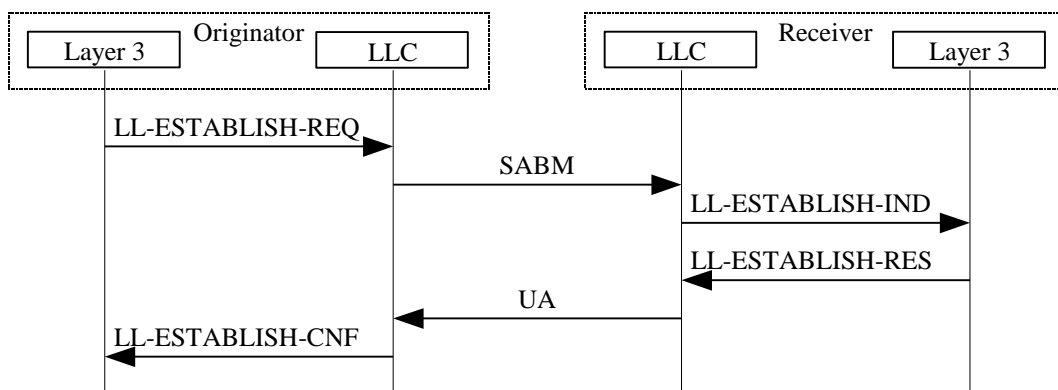 Originator
Receiver
Layer 3
LLC
LLC
Layer 3
LL-ESTABLISH-REQ
SABM
LL-ESTABLISH-IND
LL-ESTABLISH-RES
UA
LL-ESTABLISH-CNF